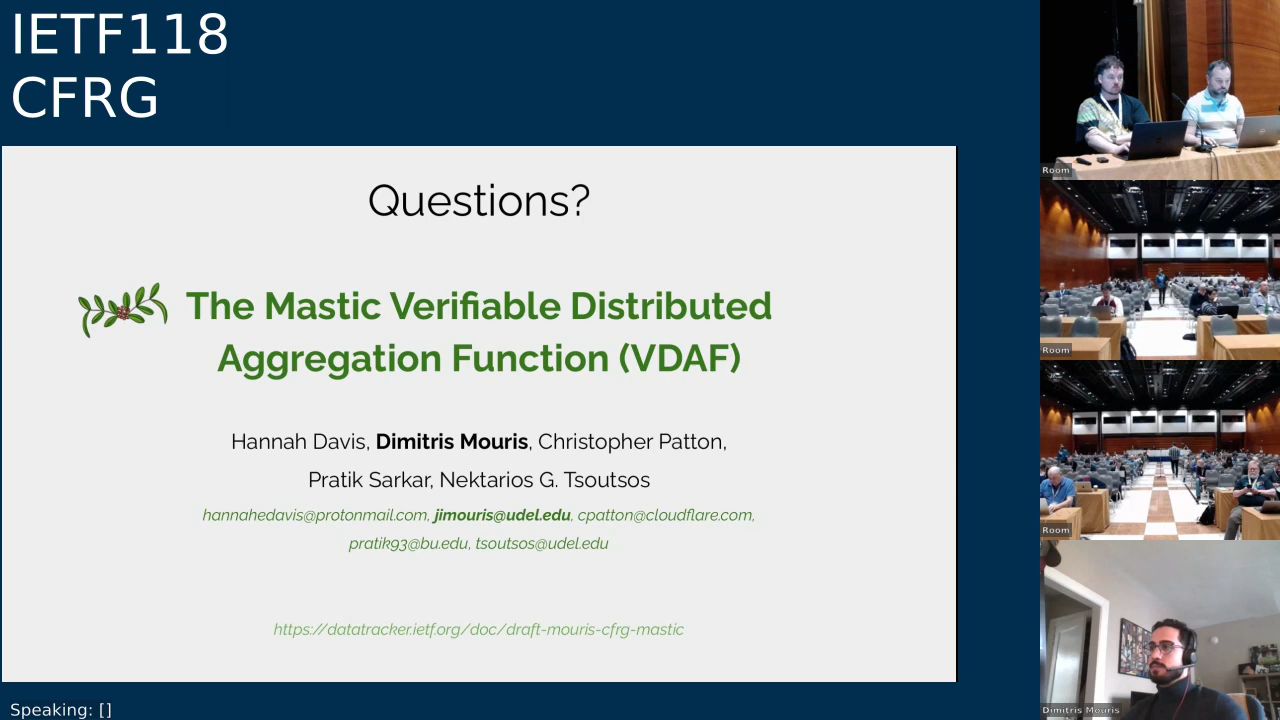 IETF118
CFRG
Questions?
The Mastic Verifiable Distributed
Aggregation Function (VDAF)
Hannah Davis, Dimitris Mouris, Christopher Patton,
Pratik Sarkar, Nektarios G. Tsoutsos
hannahedavis@protonmail.com, jimouris@udel.edu, cpatton@cloudflare.com,
pratik93@bu.edu, tsoutsos@udel.edu
https://datatracker.ietf.org/doc/draft-mouris-cfrg-mastic
Speaking: []
Room
Room
Room
Dimitris Mouris